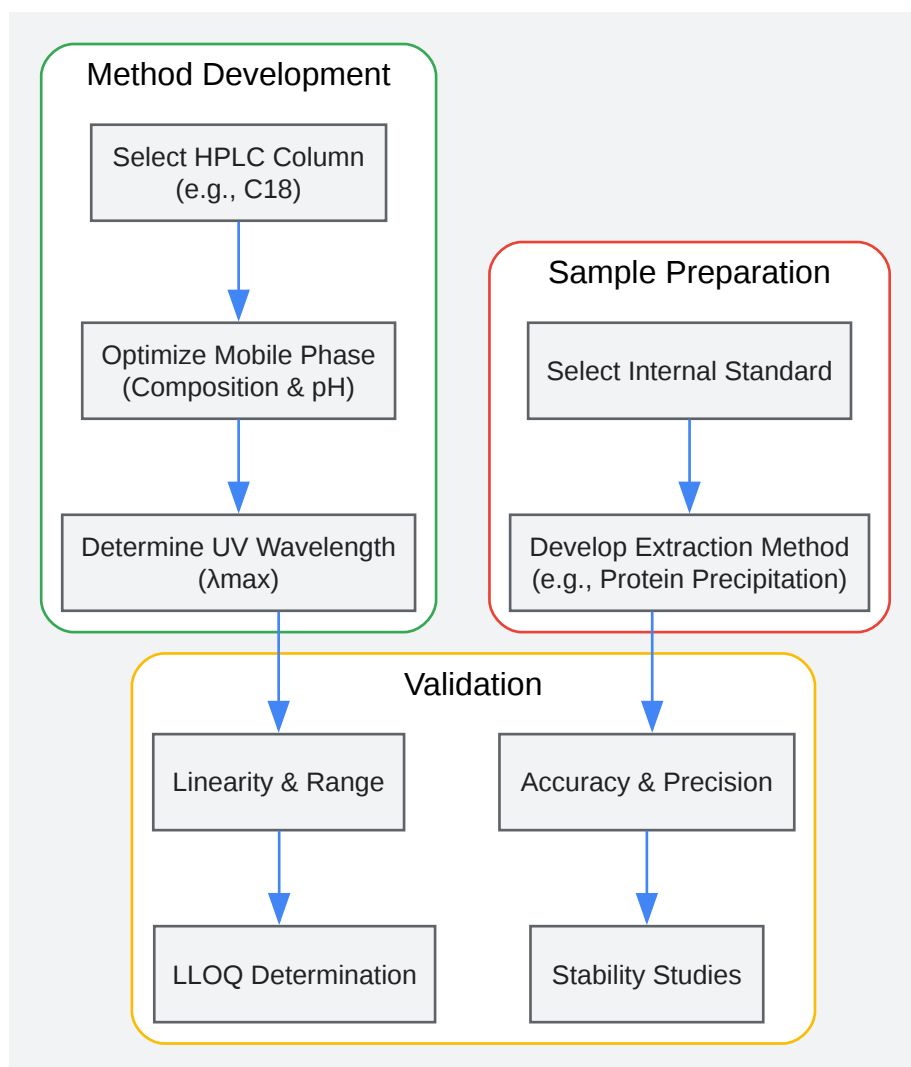 Method Development
Select HPLC Column
(e.g., C18)
Optimize Mobile Phase
(Composition & pH)
Determine UV Wavelength
(λmax)
Sample Preparation
Select Internal Standard
Develop Extraction Method
(e.g., Protein Precipitation)
Validation
Linearity & Range
LLOQ Determination
Accuracy & Precision
Stability Studies